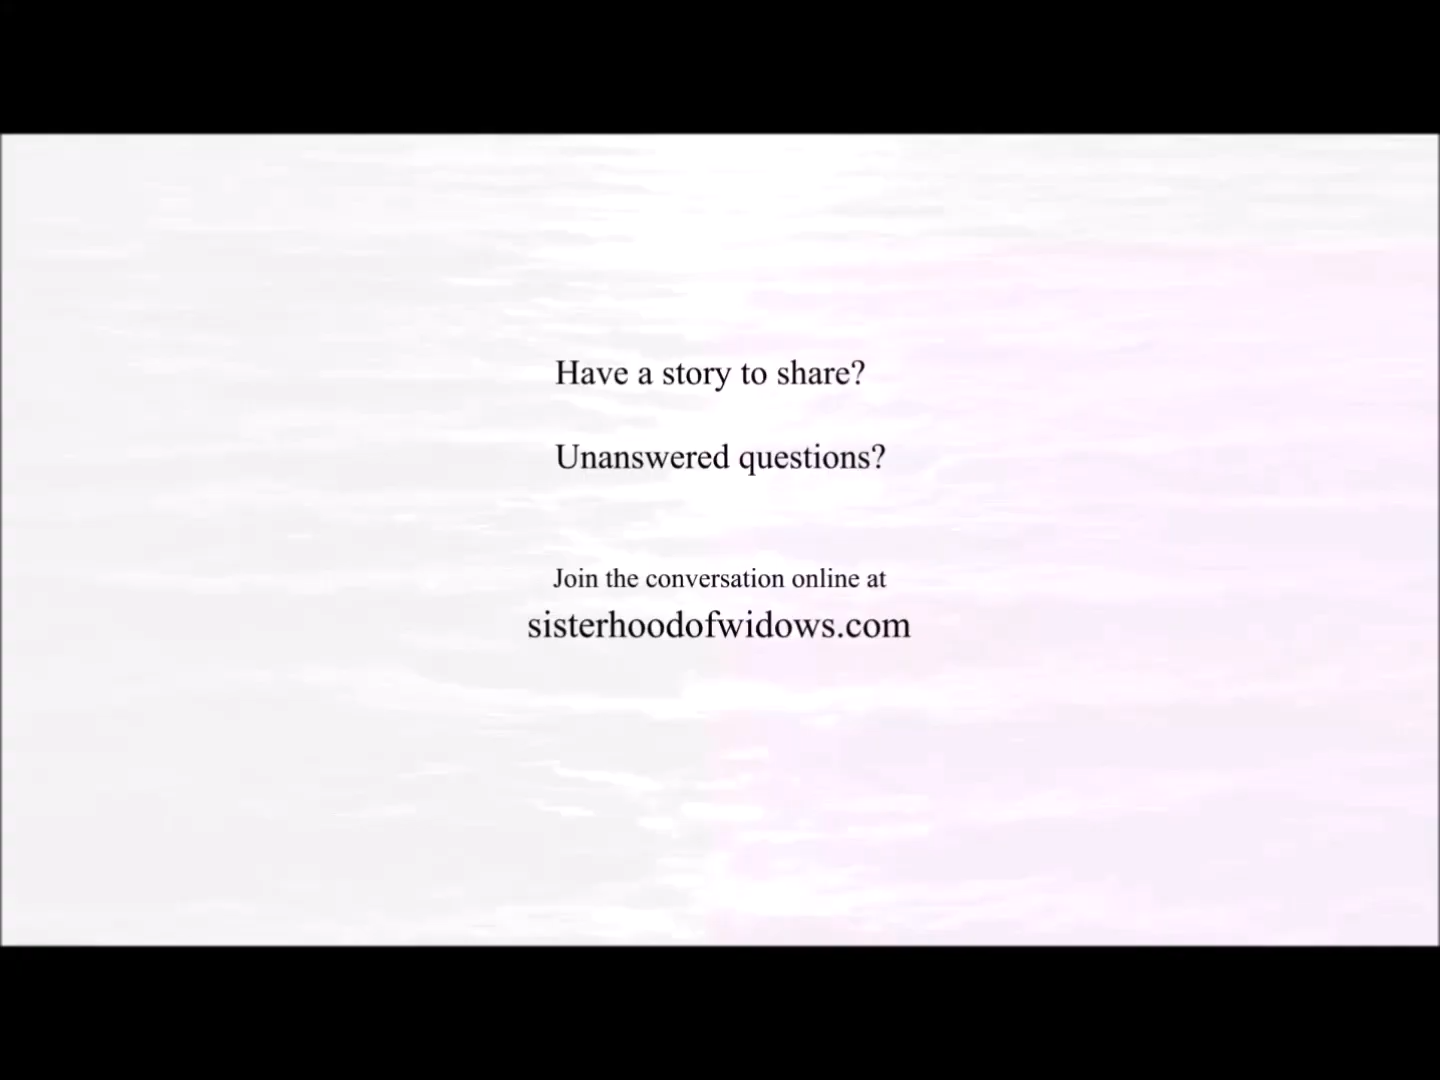 Have a story to share?
Unanswered questions?
Join the conversation online at
sisterhoodofwidows.com